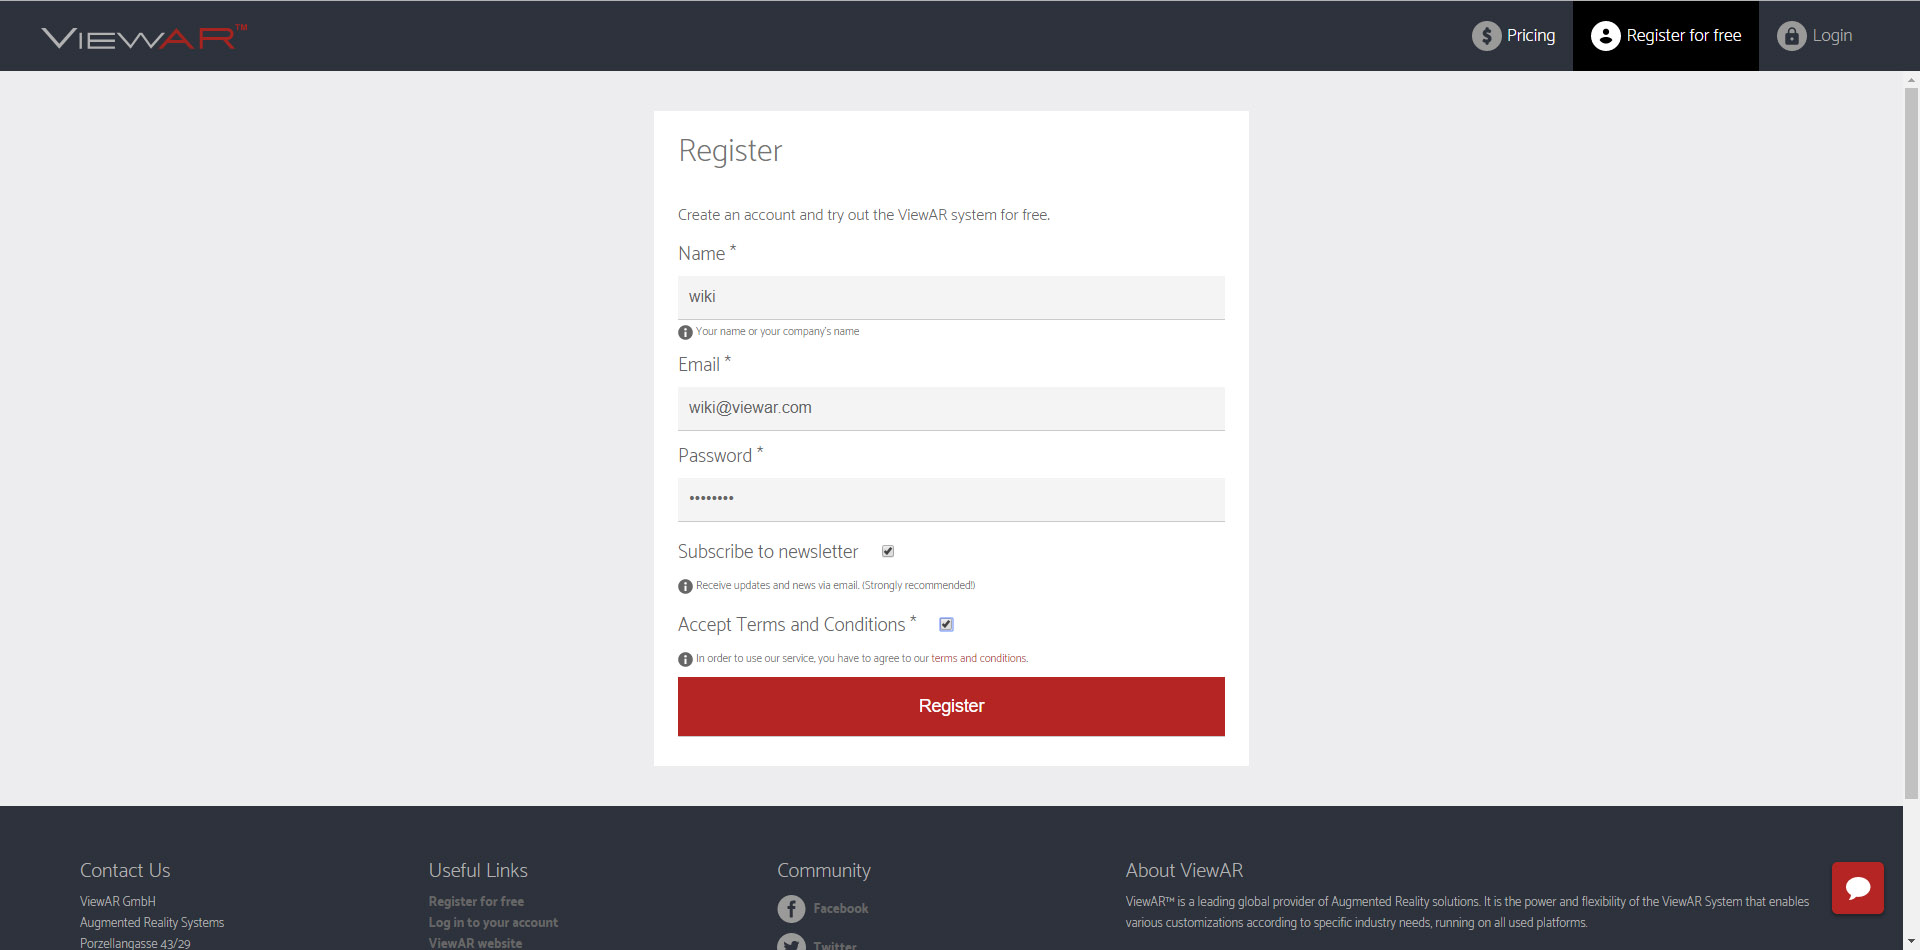 VIEWAR™
Pricing
Register for free
Login
Register
Create an account and try out the ViewAR system for free.
Name *
wiki
Your name or your company's name
Email *
wiki@viewar.com
Password *
••••••••
Subscribe to newsletter
Receive updates and news via email. (Strongly recommended!)
Accept Terms and Conditions *
In order to use our service, you have to agree to our terms and conditions.
Register
Contact Us
ViewAR GmbH
Augmented Reality Systems
Porzellangasse 43/29
Useful Links
Register for free
Log in to your account
ViewAR website
Community
Facebook
Twitter
About ViewAR
ViewAR™ is a leading global provider of Augmented Reality solutions. It is the power and flexibility of the ViewAR System that enables
various customizations according to specific industry needs, running on all used platforms.